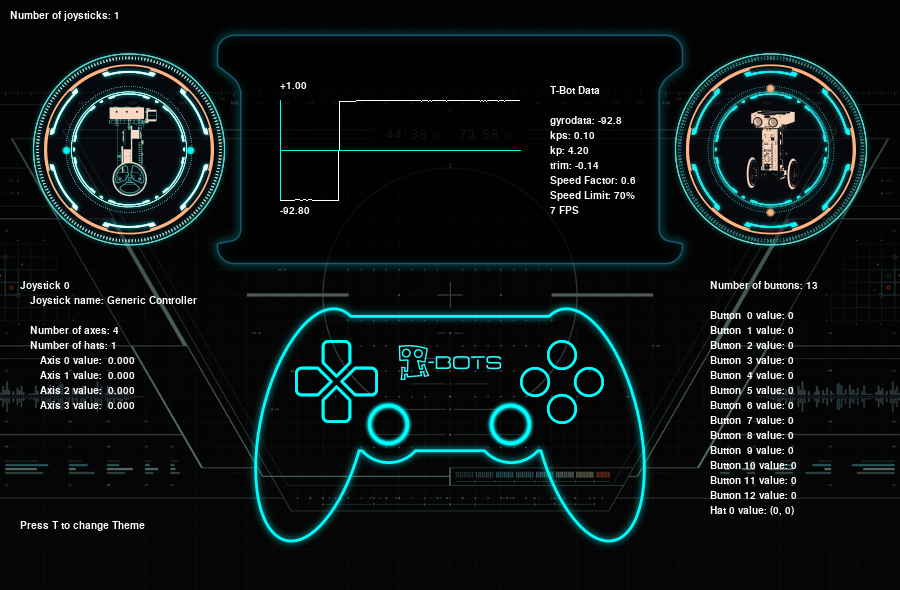 Number of joysticks: 1
+1.00
-92.80
44 39' 73 58'
T-Bot Data
gyrodata: -92.8
kps: 0.10
kp: 4.20
trim: -0.14
Speed Factor: 0.6
Speed Limit: 70%
7 FPS
Joystick 0
Joystick name: Generic Controller
Number of axes: 4
Number of hats: 1
Axis 0 value: 0.000
Axis 1 value: 0.000
Axis 2 value: 0.000
Axis 3 value: 0.000
Press T to change Theme
T-BOTS
Number of buttons: 13
Button 0 value: 0
Button 1 value: 0
Button 2 value: 0
Button 3 value: 0
Button 4 value: 0
Button 5 value: 0
Button 6 value: 0
Button 7 value: 0
Button 8 value: 0
Button 9 value: 0
Button 10 value: 0
Button 11 value: 0
Button 12 value: 0
Hat 0 value: (0, 0)